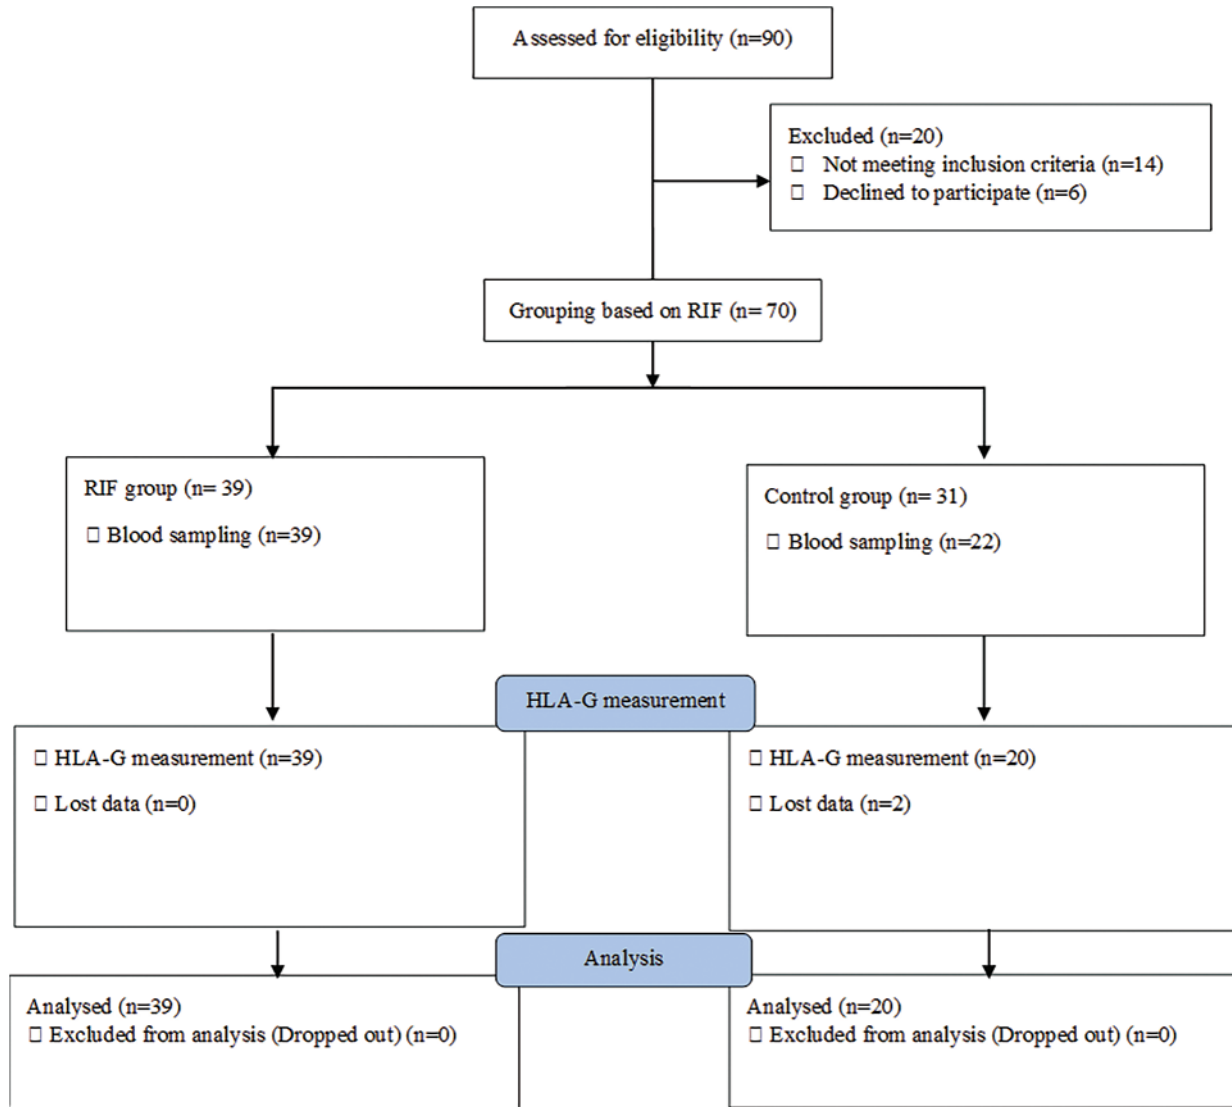 Assessed for eligibility (n=90)
Excluded (n=20)
□ Not meeting inclusion criteria (n=14)
□ Declined to participate (n=6)
Grouping based on RIF (n= 70)
RIF group (n= 39)
□ Blood sampling (n=39)
Control group (n= 31)
□ Blood sampling (n=22)
HLA-G measurement
□ HLA-G measurement (n=39)
□ Lost data (n=0)
□ HLA-G measurement (n=20)
□ Lost data (n=2)
Analysis
Analysed (n=39)
□ Excluded from analysis (Dropped out) (n=0)
Analysed (n=20)
□ Excluded from analysis (Dropped out) (n=0)